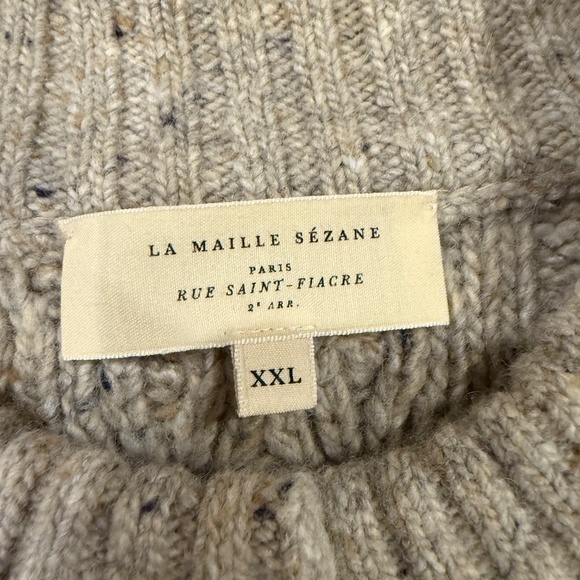 LA MAILLE SÉZANE
PARIS
RUE SAINT-FIACRE
2E ARR.
XXL